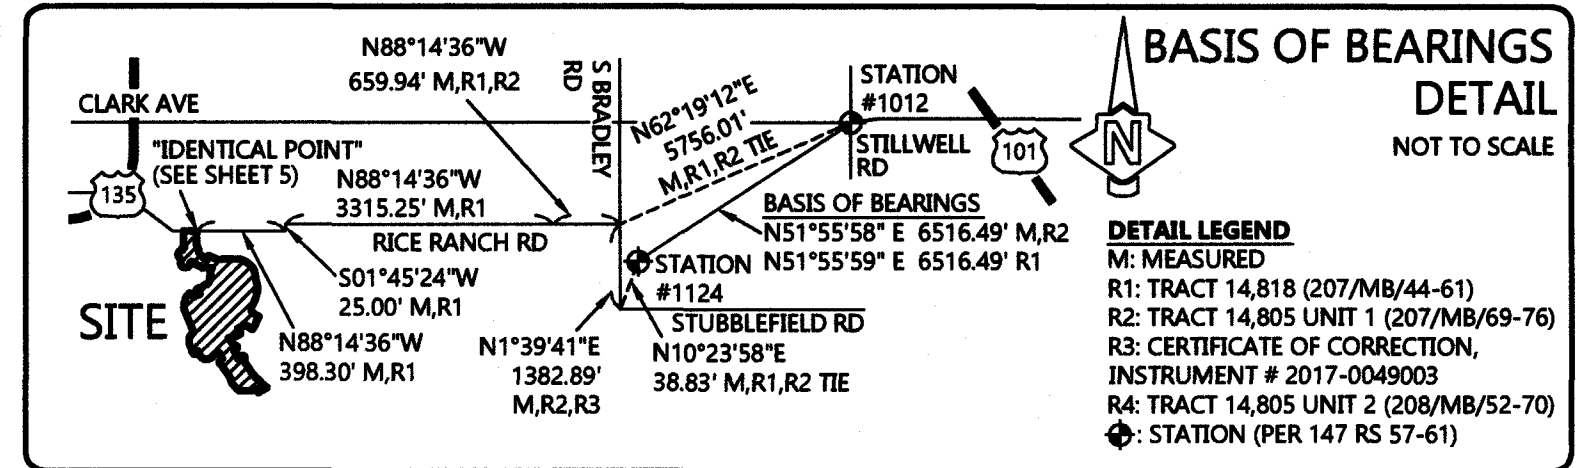 BASIS OF BEARINGS
DETAIL
NOT TO SCALE
N
N88°14'36"W
659.94' M,R1,R2
S BRADLEY
RD
CLARK AVE
N62°19'12"E
5756.01'
M,R1,R2 TIE
STATION
#1012
STILLWELL
RD
101
"IDENTICAL POINT"
(SEE SHEET 5)
135
N88°14'36"W
3315.25' M,R1
RICE RANCH RD
BASIS OF BEARINGS
N51°55'58" E 6516.49' M,R2
N51°55'59" E 6516.49' R1
STATION
#1124
S01°45'24"W
25.00' M,R1
SITE
N88°14'36"W
398.30' M,R1
STUBBLEFIELD RD
N1°39'41"E
1382.89'
M,R2,R3
N10°23'58"E
38.83' M,R1,R2 TIE
DETAIL LEGEND
M: MEASURED
R1: TRACT 14,818 (207/MB/44-61)
R2: TRACT 14,805 UNIT 1 (207/MB/69-76)
R3: CERTIFICATE OF CORRECTION,
INSTRUMENT # 2017-0049003
R4: TRACT 14,805 UNIT 2 (208/MB/52-70)
: STATION (PER 147 RS 57-61)